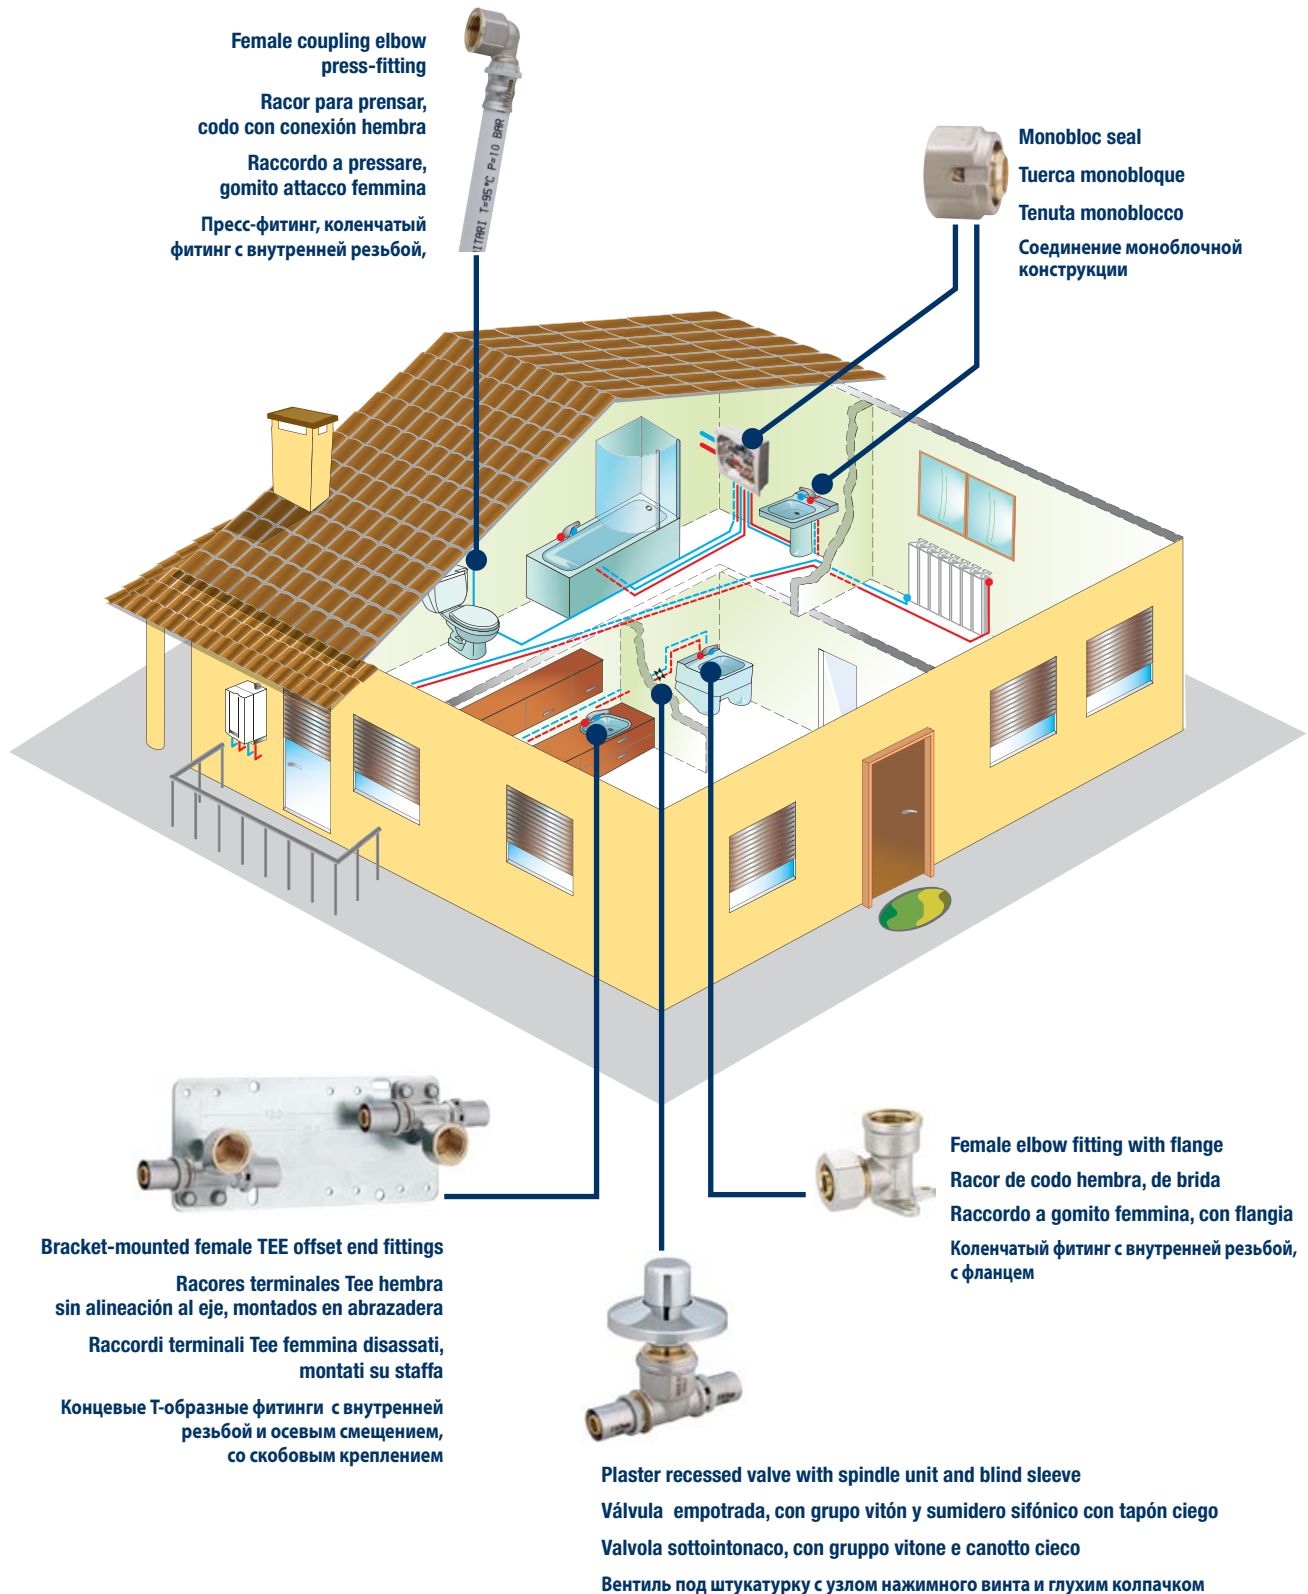 Female coupling elbow
press-fitting
Racor para prensar,
codo con conexión hembra
Raccordo a pressare,
gomito attacco femmina
Пресс-фитинг, коленчатый
фитинг с внутренней резьбой,
ITARI T=95°C P=10 BAR
Monobloc seal
Tuerca monobloque
Tenuta monoblocco
Соединение моноблочной
конструкции
Bracket-mounted female TEE offset end fittings
Racores terminales Tee hembra
sin alineación al eje, montados en abrazadera
Raccordi terminali Tee femmina disassati,
montati su staffa
Концевые Т-образные фитинги с внутренней
резьбой и осевым смещением,
со скобовым креплением
Female elbow fitting with flange
Racor de codo hembra, de brida
Raccordo a gomito femmina, con flangia
Коленчатый фитинг с внутренней резьбой,
с фланцем
Plaster recessed valve with spindle unit and blind sleeve
Válvula empotrada, con grupo vitón y sumidero sifónico con tapón ciego
Valvola sottointonaco, con gruppo vitone e canotto cieco
Вентиль под штукатурку с узлом нажимного винта и глухим колпачком